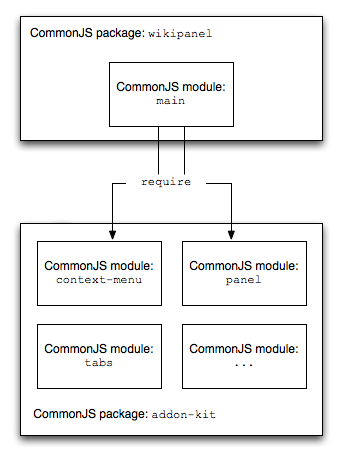 CommonJS package: wikipanel
CommonJS module:
main
require
CommonJS module:
context-menu
CommonJS module:
panel
CommonJS module:
tabs
CommonJS module:
...
CommonJS package: addon-kit